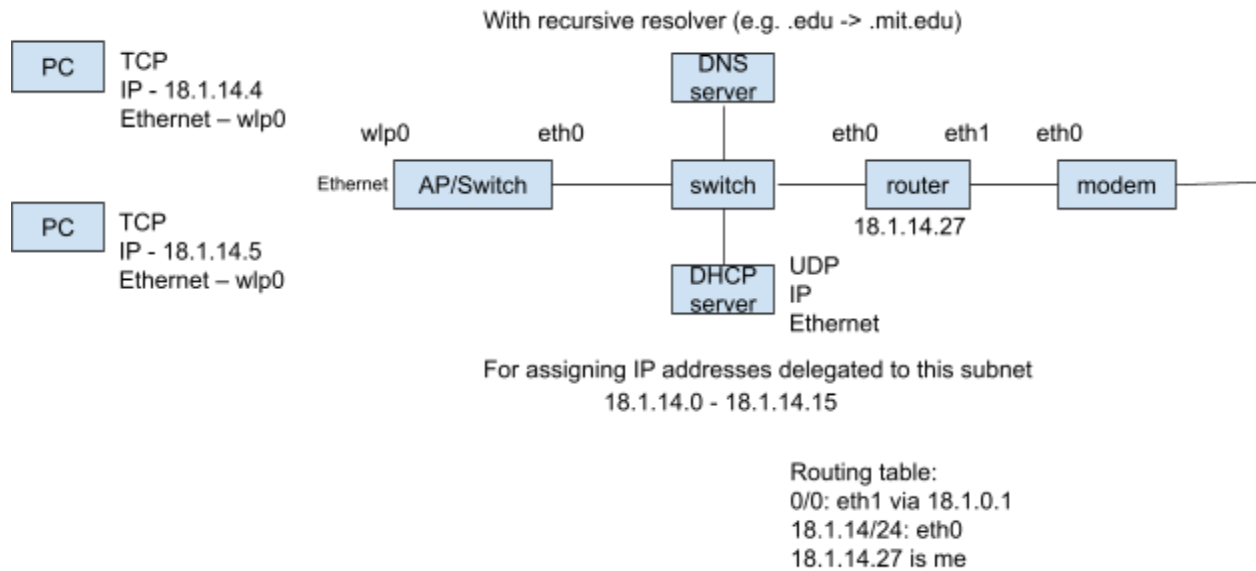 With recursive resolver (e.g. .edu -> .mit.edu)
PC
TCP
IP - 18.1.14.4
Ethernet – wlp0
DNS
server
wlp0
eth0
eth0
eth1
eth0
Ethernet
AP/Switch
switch
router
modem
18.1.14.27
PC
TCP
IP - 18.1.14.5
Ethernet – wlp0
DHCP
server
UDP
IP
Ethernet
For assigning IP addresses delegated to this subnet
18.1.14.0 - 18.1.14.15
Routing table:
0/0: eth1 via 18.1.0.1
18.1.14/24: eth0
18.1.14.27 is me